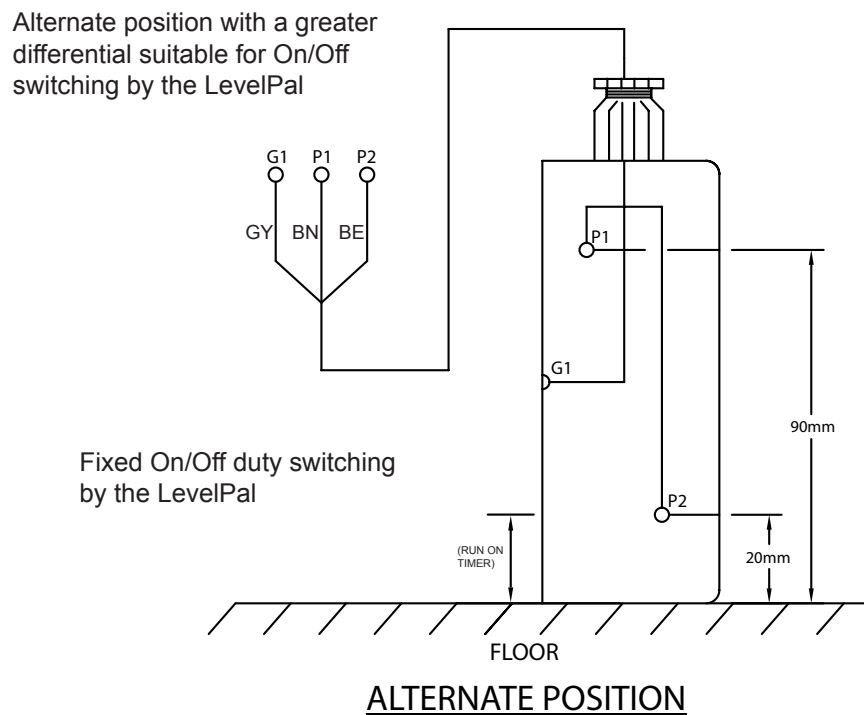 Alternate position with a greater
differential suitable for On/Off
switching by the LevelPal
G1 P1 P2
GY BN BE
P1
G1
90mm
Fixed On/Off duty switching
by the LevelPal
P2
(RUN ON
TIMER)
20mm
FLOOR
ALTERNATE POSITION